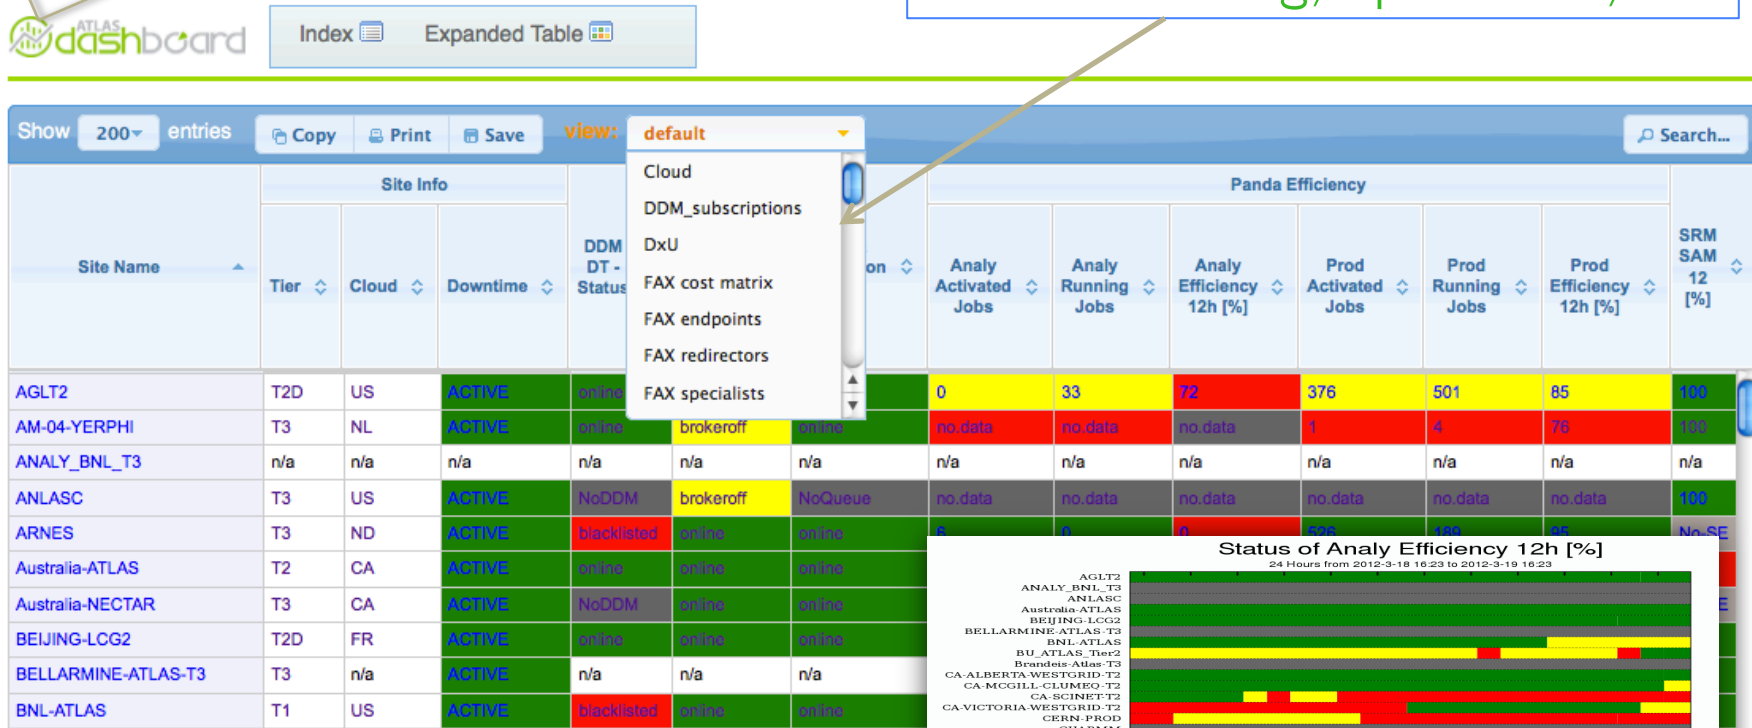 ATLAS
dashboard
Index Expanded Table
Show 200 entries Copy Print Save view: default Search...
Cloud
DDM_subscriptions
DxU
FAX cost matrix
FAX endpoints
FAX redirectors
FAX specialists
Site Info Panda Efficiency
Site Name Tier Cloud Downtime DDM DT - Status on Analy Activated Jobs Analy Running Jobs Analy Efficiency 12h [%] Prod Activated Jobs Prod Running Jobs Prod Efficiency 12h [%] SRM SAM 12 [%]
AGLT2 T2D US ACTIVE online 0 33 72 376 501 85 100
AM-04-YERPHI T3 NL ACTIVE online brokeroff online no.data no.data no.data 1 4 76 100
ANALY_BNL_T3 n/a n/a n/a n/a n/a n/a n/a n/a n/a n/a n/a n/a n/a
ANLASC T3 US ACTIVE NoDDM brokeroff NoQueue no.data no.data no.data no.data no.data no.data 100
ARNES T3 ND ACTIVE blacklisted online online 6 0 0 526 189 95 No-SE
Australia-ATLAS T2 CA ACTIVE online online online
Australia-NECTAR T3 CA ACTIVE NoDDM online online E
BEIJING-LCG2 T2D FR ACTIVE online online online
BELLARMINE-ATLAS-T3 T3 n/a ACTIVE n/a n/a n/a
BNL-ATLAS T1 US ACTIVE blacklisted online online
Status of Analy Efficiency 12h [%]
24 Hours from 2012-3-18 16:23 to 2012-3-19 16:23
AGLT2
ANALY_BNL_T3
ANLASC
Australia-ATLAS
BEIJING-LCG2
BELLARMINE-ATLAS-T3
BNL-ATLAS
BU_ATLAS_Tier2
Brandeis-Atlas-T3
CA-ALBERTA-WESTGRID-T2
CA-MCGILL-CLUMEQ-T2
CA-SCINET-T2
CA-VICTORIA-WESTGRID-T2
CERN-PROD